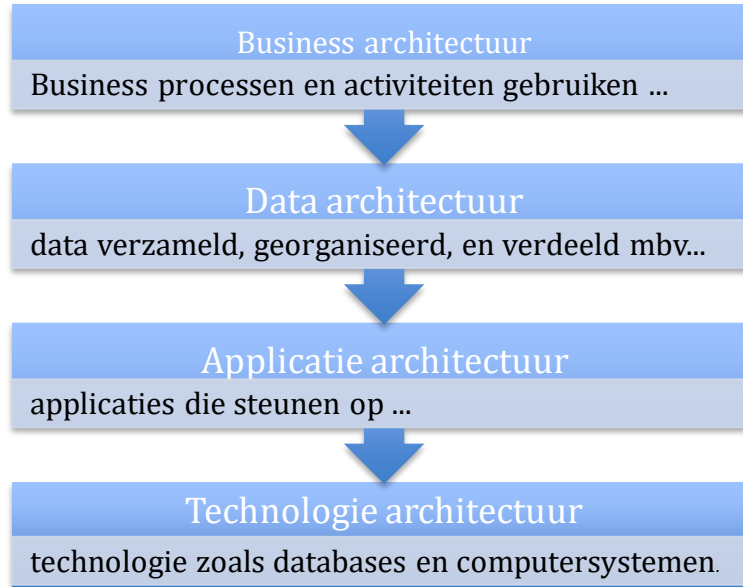 Business architectuur
Business processen en activiteiten gebruiken ...
Data architectuur
data verzameld, georganiseerd, en verdeeld mbv...
Applicatie architectuur
applicaties die steunen op ...
Technologie architectuur
technologie zoals databases en computersystemen.